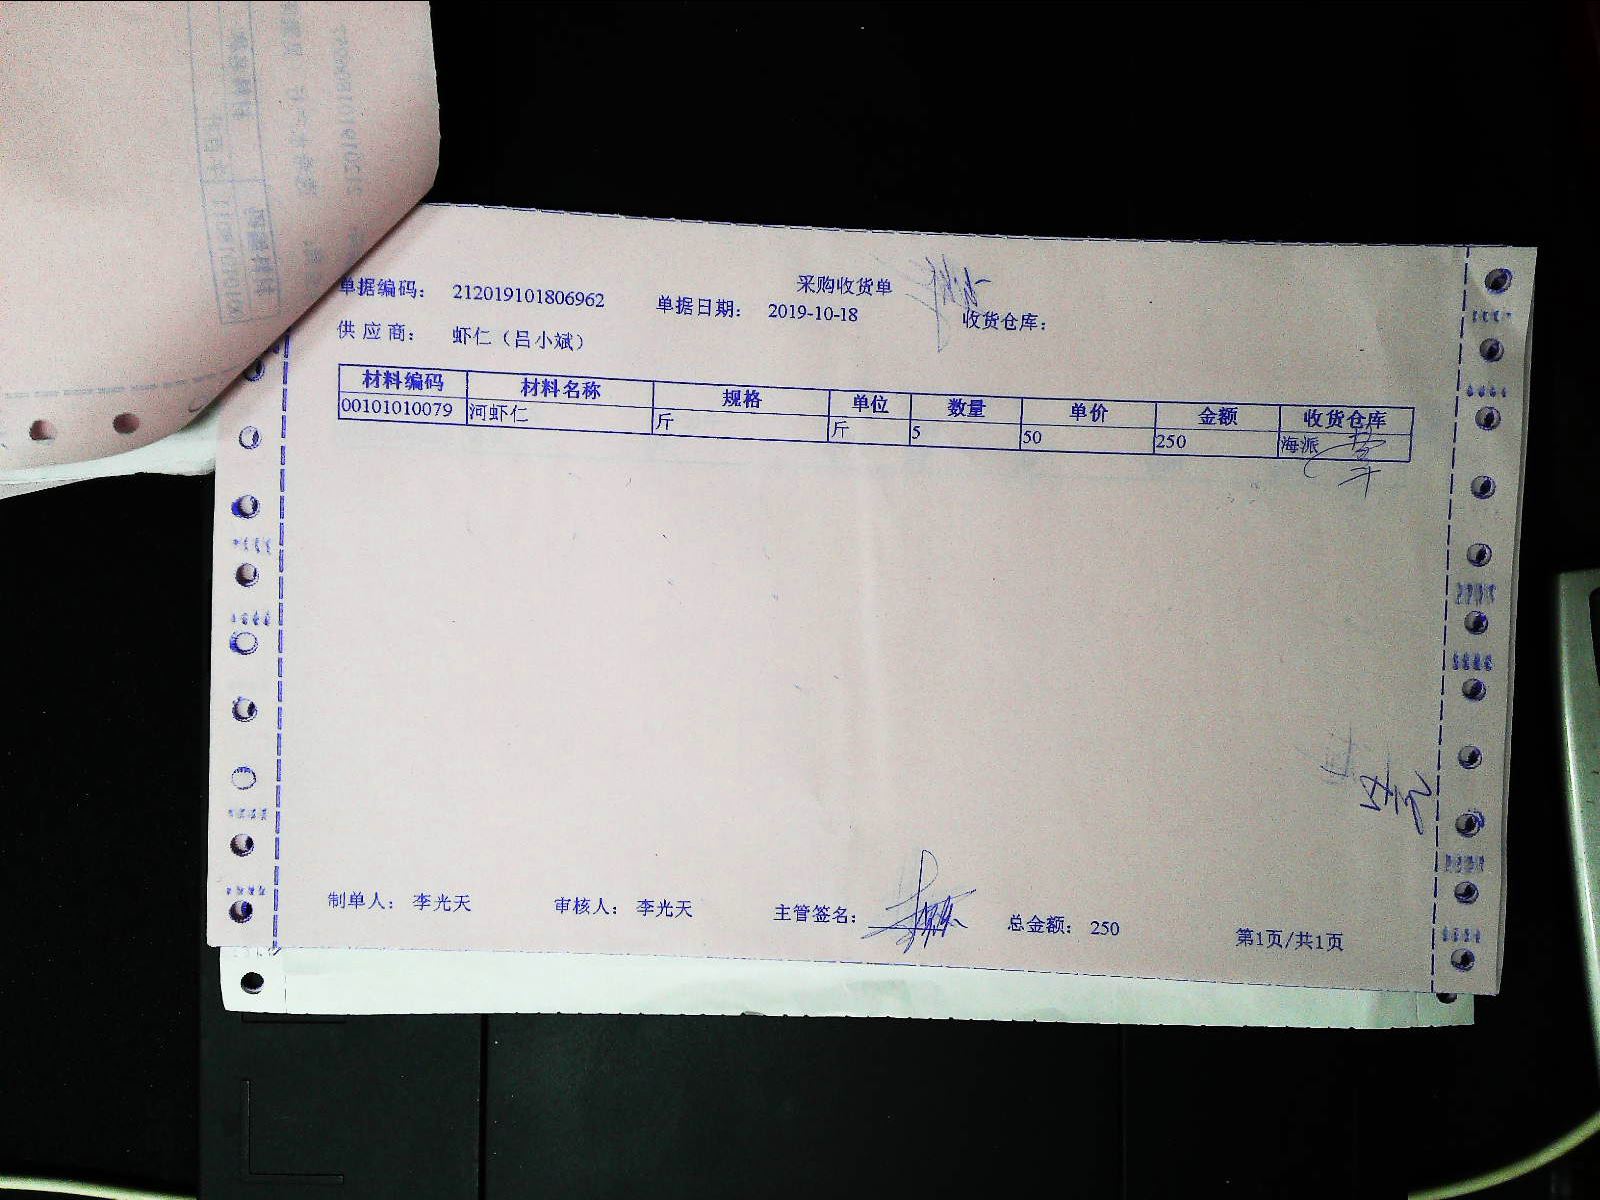 采购收货单
单据编码: 212019101806962 单据日期: 2019-10-18 收货仓库:
供应商: 虾仁（吕小斌）
材料编码 材料名称 规格 单位 数量 单价 金额 收货仓库
00101010079 河虾仁 斤 斤 5 50 250 海派
制单人: 李光天 审核人: 李光天 主管签名: 总金额: 250 第1页/共1页